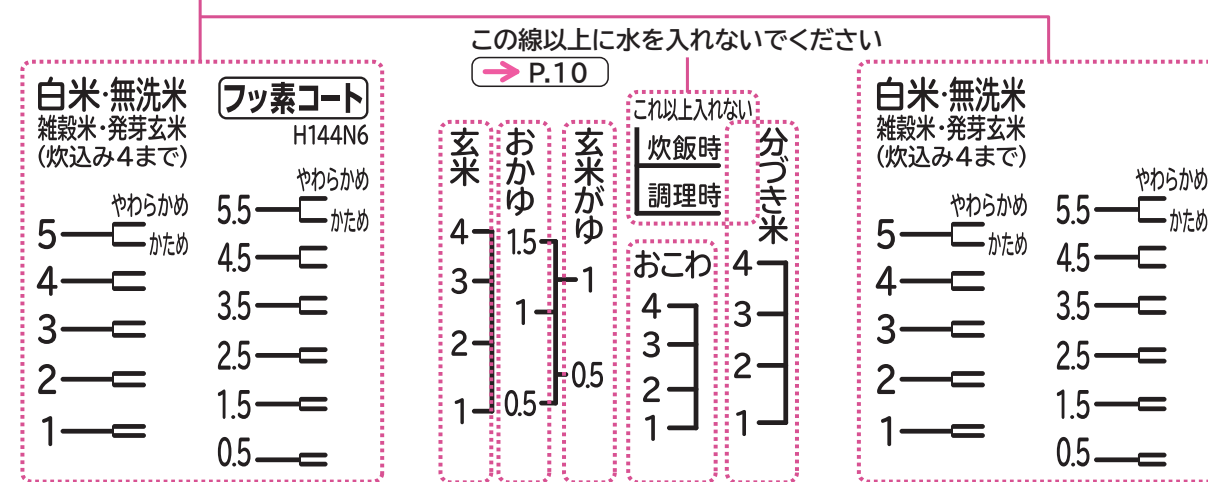 この線以上に水を入れないでください
→ P.10
白米・無洗米
雑穀米・発芽玄米
(炊込み4まで)
フッ素コート
H144N6
やわらかめ
かため
5
4
3
2
1
やわらかめ
かため
5.5
4.5
3.5
2.5
1.5
0.5
玄米
4
3
2
1
おかゆ
1.5
1
0.5
玄米がゆ
1
0.5
これ以上入れない
炊飯時
調理時
おこわ
4
3
2
1
分づき米
4
3
2
1
白米・無洗米
雑穀米・発芽玄米
(炊込み4まで)
やわらかめ
かため
5
4
3
2
1
やわらかめ
かため
5.5
4.5
3.5
2.5
1.5
0.5